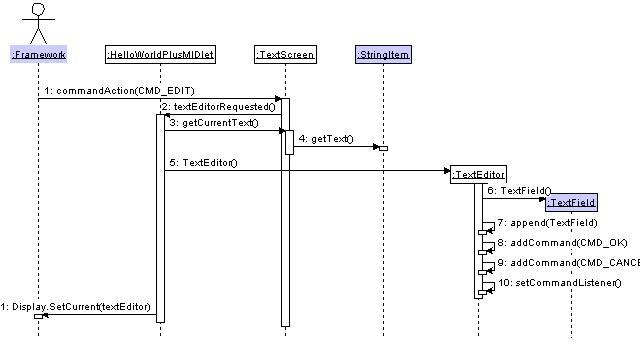 :Framework
:HelloWorldPlusMIDlet
:TextScreen
:StringItem
1: commandAction(CMD_EDIT)
2: textEditorRequested()
3: getCurrentText()
4: getText()
5: TextEditor()
:TextEditor
6: TextField()
:TextField
7: append(TextField)
8: addCommand(CMD_OK)
9: addCommand(CMD_CANCE
10: setCommandListener()
1: Display.SetCurrent(textEditor)